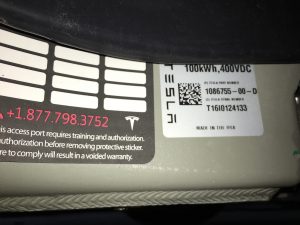 +1.877.798.3752
is access port requires training and authorization.
uthorization before removing protective sticker.
re to comply will result in a voided warranty.
TESLA
100kWh, 400VDC
1086755-00-D
T16I0124133
MADE IN THE USA